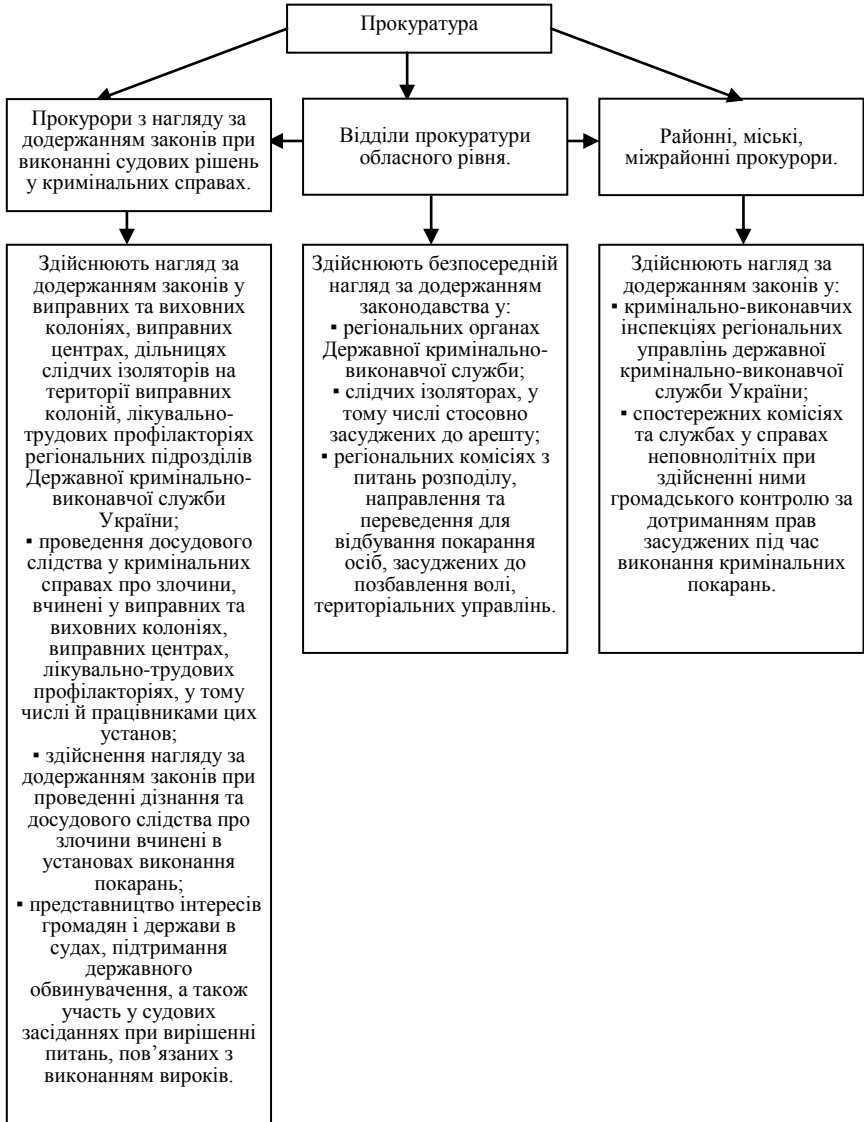 Прокуратура
Прокурори з нагляду за
додержанням законів при
виконанні судових рішень
у кримінальних справах.
Відділи прокуратури
обласного рівня.
Районні, міські,
міжрайонні прокурори.
Здійснюють нагляд за
додержанням законів у
виправних та виховних
колоніях, виправних
центрах, дільницях
слідчих ізоляторів на
території виправних
колоній, лікувально-
трудових профілакторіях
регіональних підрозділів
Державної кримінально-
виконавчої служби
України;
▪ проведення досудового
слідства у кримінальних
справах про злочини,
вчинені у виправних та
виховних колоніях,
виправних центрах,
лікувально-трудових
профілакторіях, у тому
числі й працівниками цих
установ;
▪ здійснення нагляду за
додержанням законів при
проведенні дізнання та
досудового слідства про
злочини вчинені в
установах виконання
покарань;
▪ представництво інтересів
громадян і держави в
судах, підтримання
державного
обвинувачення, а також
участь у судових
засіданнях при вирішенні
питань, пов’язаних з
виконанням вироків.
Здійснюють безпосередній
нагляд за додержанням
законодавства у:
▪ регіональних органах
Державної кримінально-
виконавчої служби;
▪ слідчих ізоляторах, у
тому числі стосовно
засуджених до арешту;
▪ регіональних комісіях з
питань розподілу,
направлення та
переведення для
відбування покарання
осіб, засуджених до
позбавлення волі,
територіальних управлінь.
Здійснюють нагляд за
додержанням законів у:
▪ кримінально-виконавчих
інспекціях регіональних
управлінь державної
кримінально-виконавчої
служби України;
▪ спостережних комісіях
та службах у справах
неповнолітніх при
здійсненні ними
громадського контролю за
дотриманням прав
засуджених під час
виконання кримінальних
покарань.